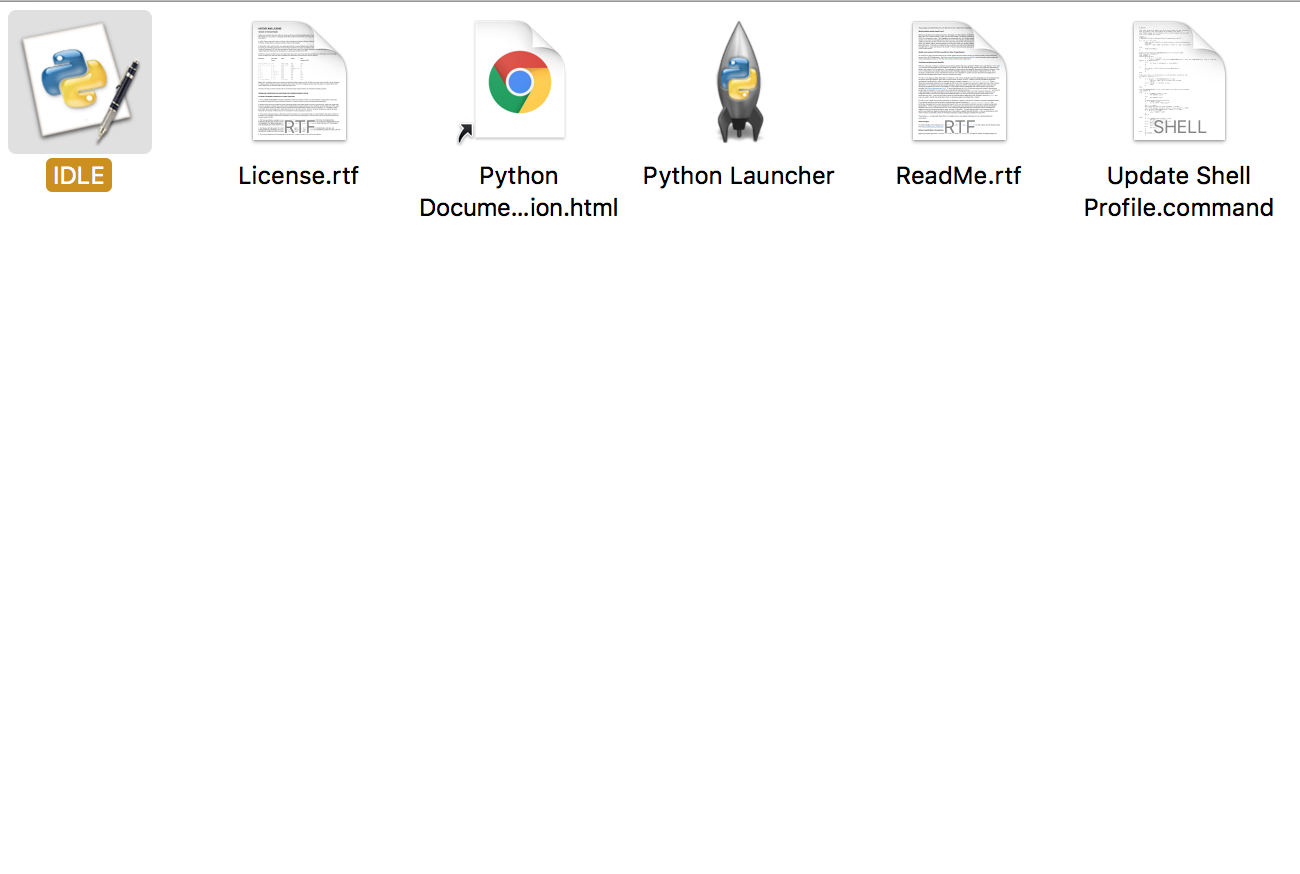 RTF
RTF
SHELL
IDLE
License.rtf
Python
Docume...ion.html
Python Launcher
ReadMe.rtf
Update Shell
Profile.command